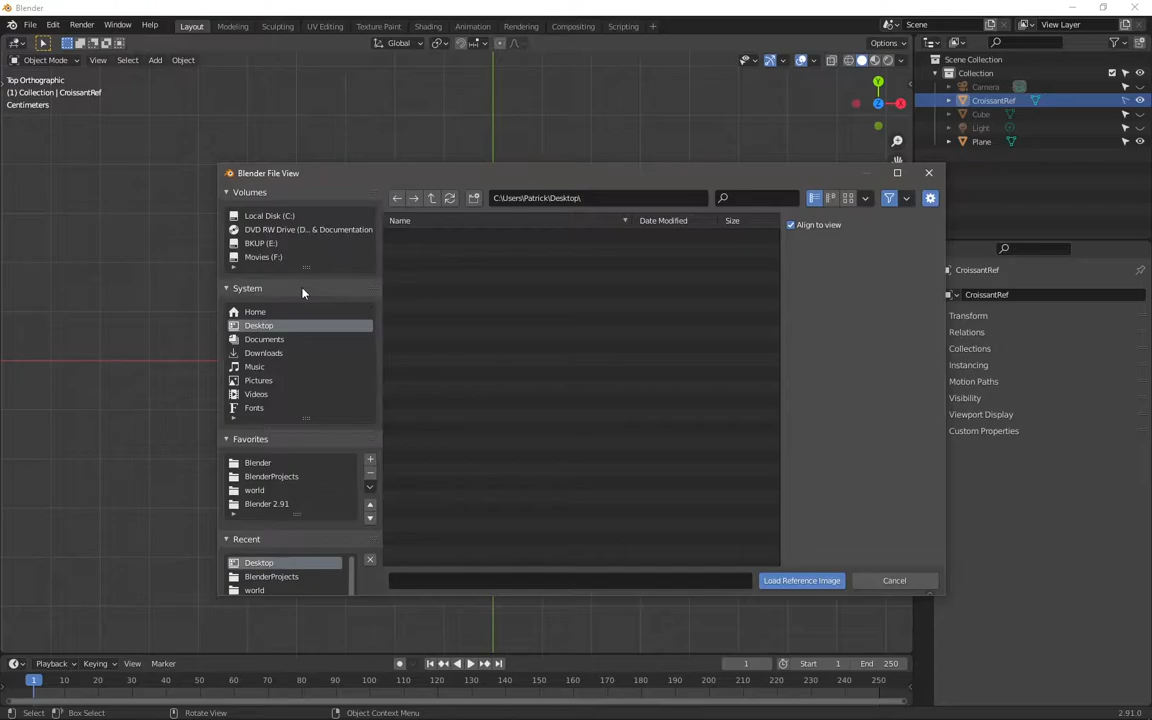 Blender
File Edit Render Window Help Layout Modeling Sculpting UV Editing Texture Paint Shading Animation Rendering Compositing Scripting + Scene View Layer
Global Options
Object Mode View Select Add Object
Top Orthographic
(1) Collection | CroissantRef
Centimeters
Y
Z
X
Scene Collection
Collection
Camera
CroissantRef
Cube
Light
Plane
Blender File View
Volumes
Local Disk (C:)
DVD RW Drive (D... & Documentation
BKUP (E:)
Movies (F:)
System
Home
Desktop
Documents
Downloads
Music
Pictures
Videos
Fonts
Favorites
Blender
BlenderProjects
world
Blender 2.91
Recent
Desktop
BlenderProjects
world
C:\Users\Patrick\Desktop\
Name Date Modified Size
Align to view
Load Reference Image Cancel
CroissantRef
CroissantRef
Transform
Relations
Collections
Instancing
Motion Paths
Visibility
Viewport Display
Custom Properties
Playback Keying View Marker 1 Start 1 End 250
1 10 20 30 40 50 60 70 80 90 100 110 120 130 140 150 160 170 180 190 200 210 220 230 240 250
Select Box Select Rotate View Object Context Menu 2.91.0